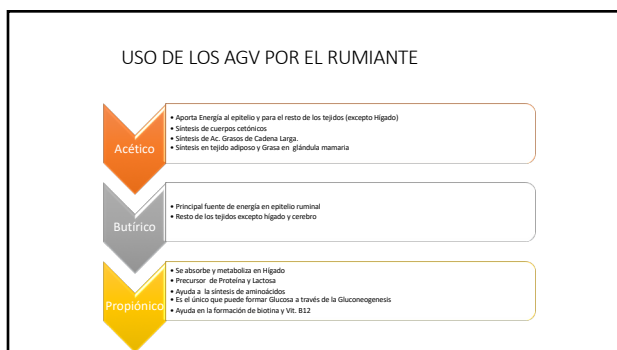 USO DE LOS AGV POR EL RUMIANTE
Acético
• Aporta Energía al epitelio y para el resto de los tejidos (excepto Hígado)
• Síntesis de cuerpos cetónicos
• Síntesis de Ac. Grasos de Cadena Larga.
• Síntesis en tejido adiposo y Grasa en glándula mamaria
Butírico
• Principal fuente de energía en epitelio ruminal
• Resto de los tejidos excepto hígado y cerebro
Propiónico
• Se absorbe y metaboliza en Hígado
• Precursor de Proteína y Lactosa
• Ayuda a la síntesis de aminoácidos
• Es el único que puede formar Glucosa a través de la Gluconeogenesis
• Ayuda en la formación de biotina y Vit. B12